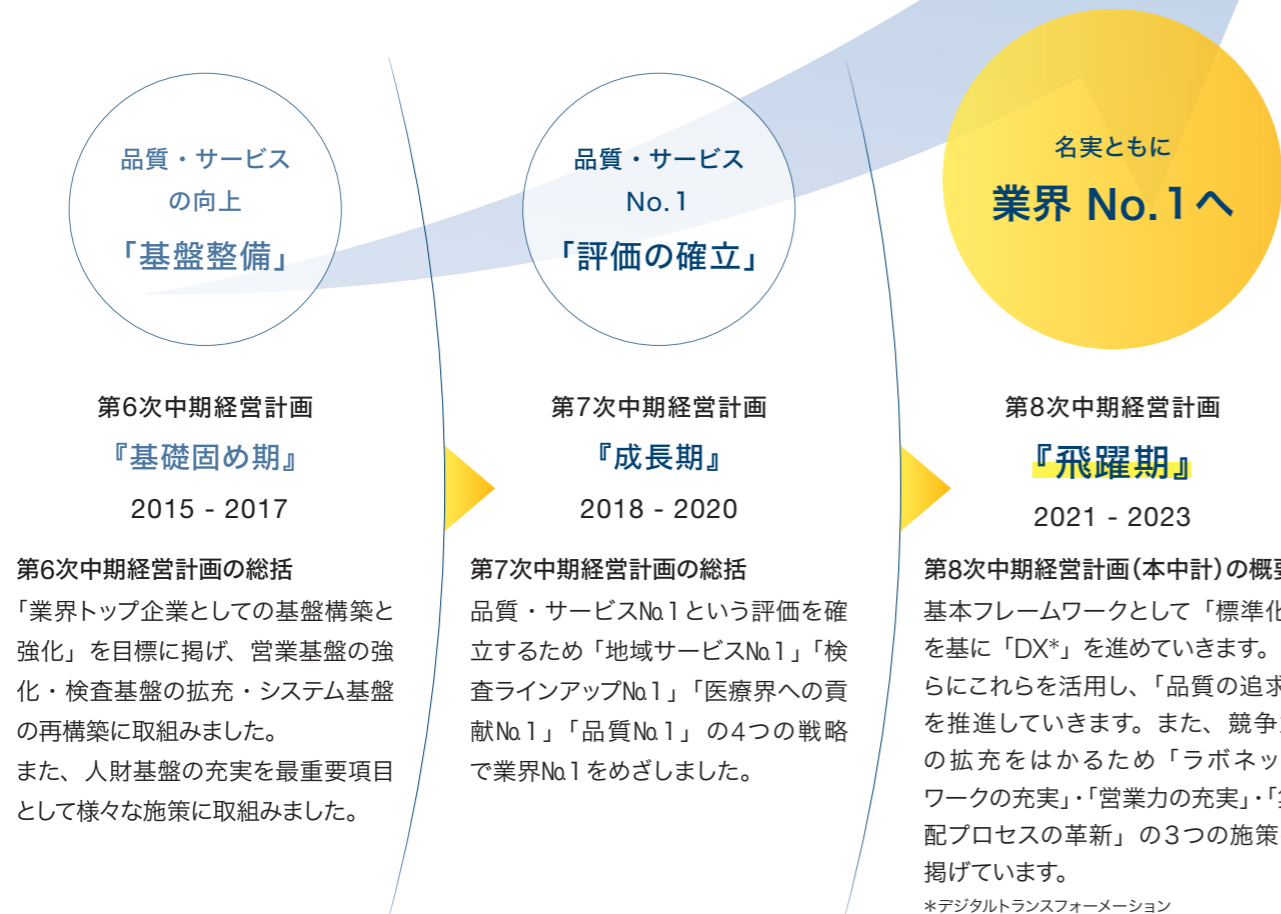 品質・サービス
の向上
「基盤整備」
第6次中期経営計画
『基礎固め期』
2015 - 2017
第6次中期経営計画の総括
「業界トップ企業としての基盤構築と
強化」を目標に掲げ、営業基盤の強
化・検査基盤の拡充・システム基盤
の再構築に取組みました。
また、人財基盤の充実を最重要項目
として様々な施策に取組みました。
品質・サービス
No.1
「評価の確立」
第7次中期経営計画
『成長期』
2018 - 2020
第7次中期経営計画の総括
品質・サービス№1という評価を確
立するため「地域サービス№1」「検
査ラインアップ№1」「医療界への貢
献№1」「品質№1」の4つの戦略
で業界№1をめざしました。
名実ともに
業界 No.1へ
第8次中期経営計画
『飛躍期』
2021 - 2023
第8次中期経営計画(本中計)の概
基本フレームワークとして「標準化
を基に「DX*」を進めていきます。
らにこれらを活用し、「品質の追求
を推進していきます。また、競争
の拡充をはかるため「ラボネッ
ワークの充実」・「営業力の充実」・「
配プロセスの革新」の3つの施策
掲げています。
*デジタルトランスフォーメーション